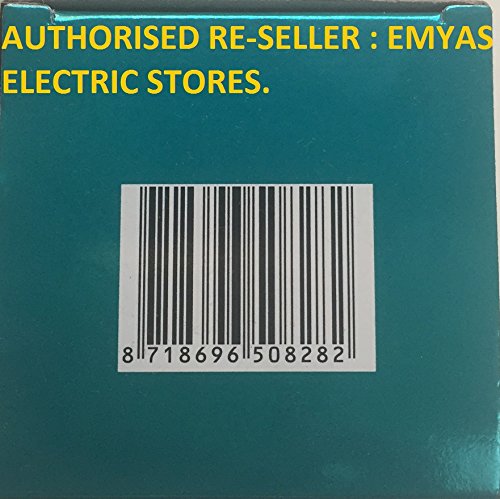 AUTHORISED RE-SELLER : EMYAS
ELECTRIC STORES.
8 718696 508282